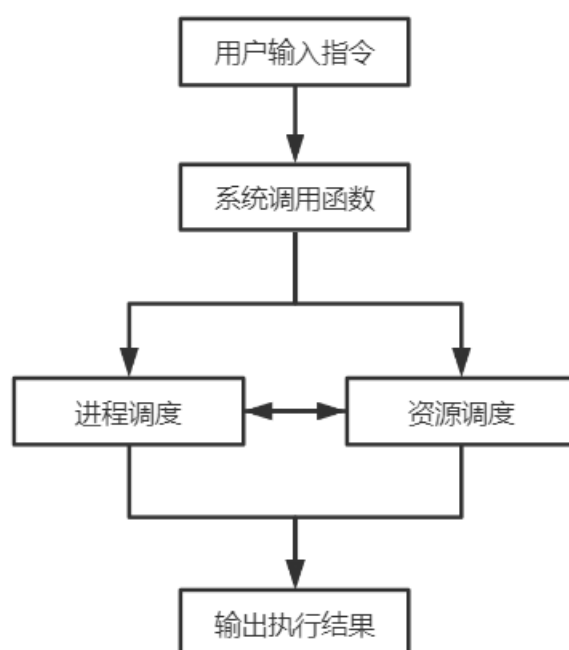 用户输入指令
系统调用函数
进程调度
资源调度
输出执行结果